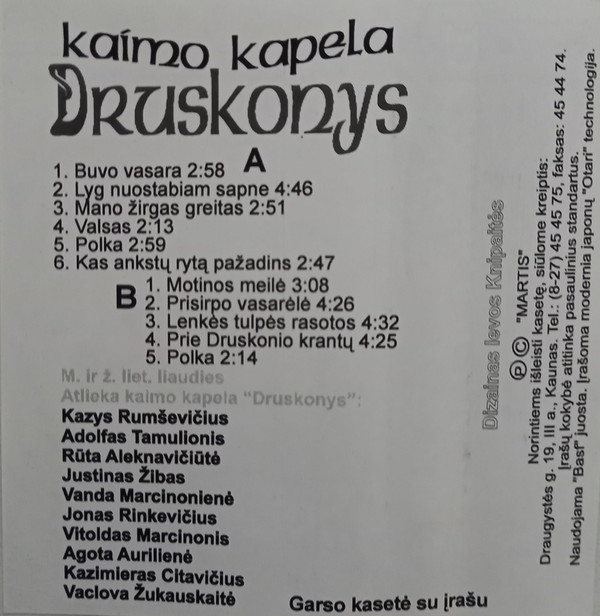 kaimo kapela
Druskonys
A
1. Buvo vasara 2:58
2. Lyg nuostabiam sapne 4:46
3. Mano žirgas greitas 2:51
4. Valsas 2:13
5. Polka 2:59
6. Kas ankstų rytą pažadins 2:47
B
1. Motinos meilė 3:08
2. Prisirpo vasarėlė 4:26
3. Lenkės tulpės rasotos 4:32
4. Prie Druskonio krantų 4:25
5. Polka 2:14
M. ir ž. liet. liaudies
Atlieka kaimo kapela "Druskonys":
Kazys Rumševičius
Adolfas Tamulionis
Rūta Aleknavičiūtė
Justinas Žibas
Vanda Marcinonienė
Jonas Rinkevičius
Vitoldas Marcinonis
Agota Aurilienė
Kazimieras Citavičius
Vaclova Žukauskaitė
Garso kasetė su įrašu
Dizainas Ievos Knipaitės
Ⓟ © "MARTIS"
Norintiems išleisti kasetę, siūlome kreiptis:
Draugystės g. 19, III a., Kaunas. Tel.: (8-27) 45 45 75, faksas: 45 44 74.
Įrašų kokybė atitinka pasaulinius standartus.
Naudojama "Basf" juosta. Įrašoma modernia japonų "Otari" technologija.